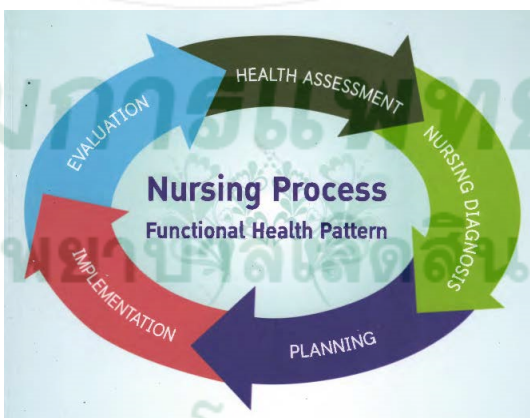 HEALTH ASSESSMENT
NURSING DIAGNOSIS
PLANNING
IMPLEMENTATION
EVALUATION
Nursing Process
Functional Health Pattern